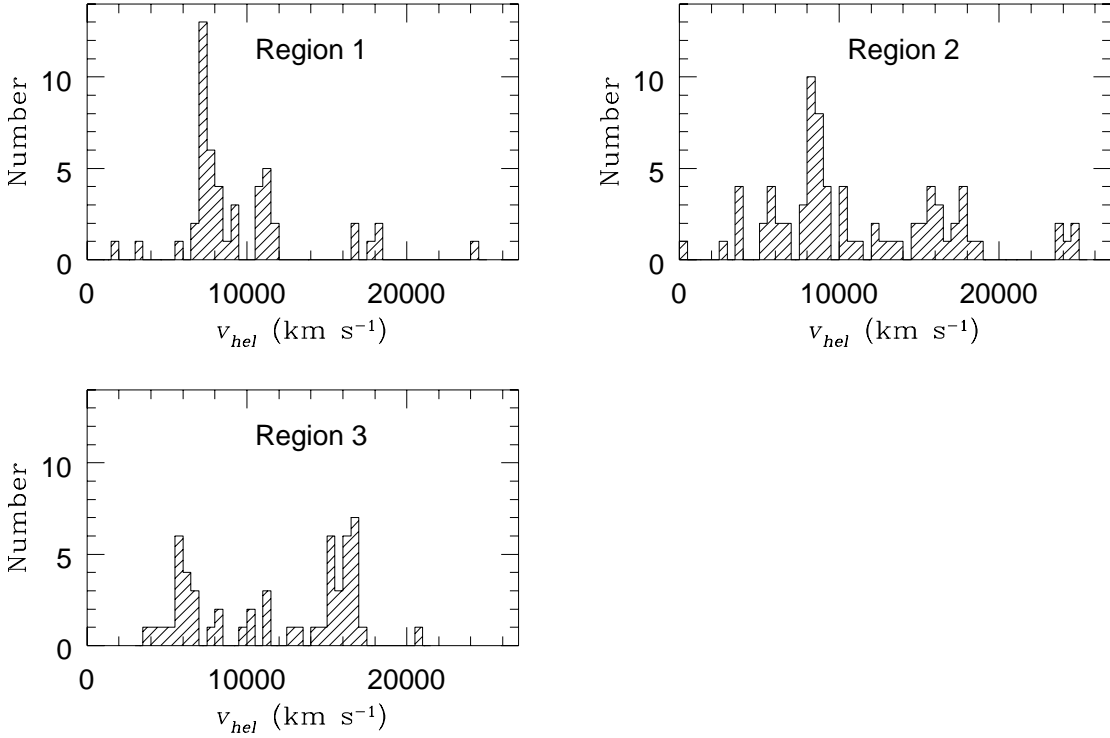 Region 1
Number
10
5
0
0 10000 20000
v_hel (km s⁻¹)
Region 2
Number
10
5
0
0 10000 20000
v_hel (km s⁻¹)
Region 3
Number
10
5
0
0 10000 20000
v_hel (km s⁻¹)